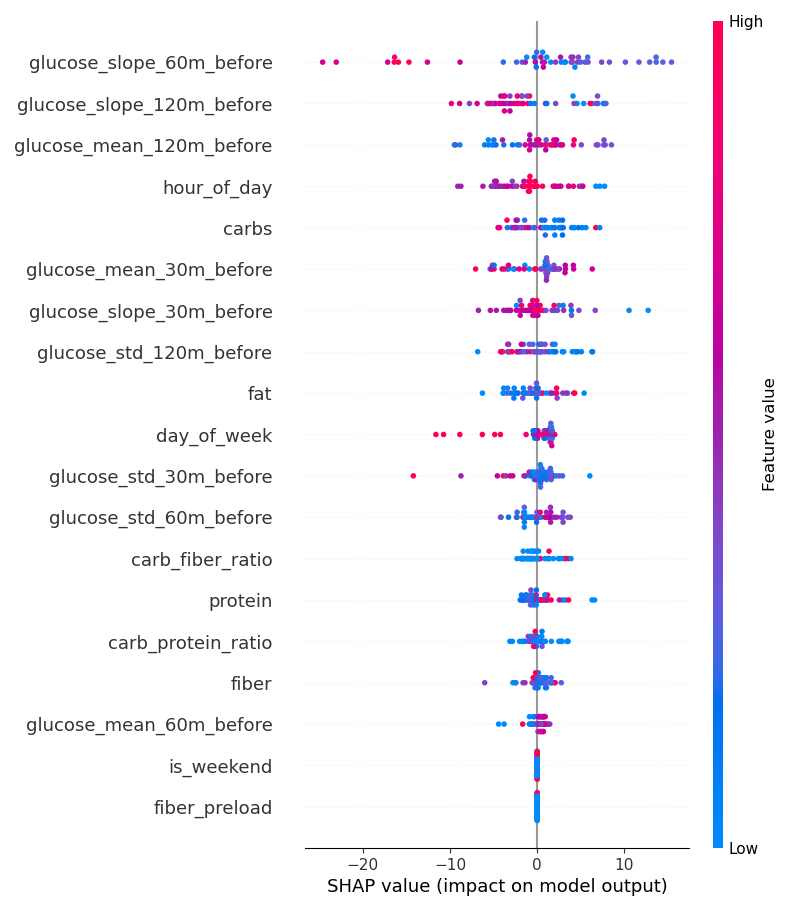 High
glucose_slope_60m_before
glucose_slope_120m_before
glucose_mean_120m_before
hour_of_day
carbs
glucose_mean_30m_before
glucose_slope_30m_before
glucose_std_120m_before
fat
day_of_week
glucose_std_30m_before
glucose_std_60m_before
carb_fiber_ratio
protein
carb_protein_ratio
fiber
glucose_mean_60m_before
is_weekend
fiber_preload
Feature value
Low
−20 −10 0 10
SHAP value (impact on model output)